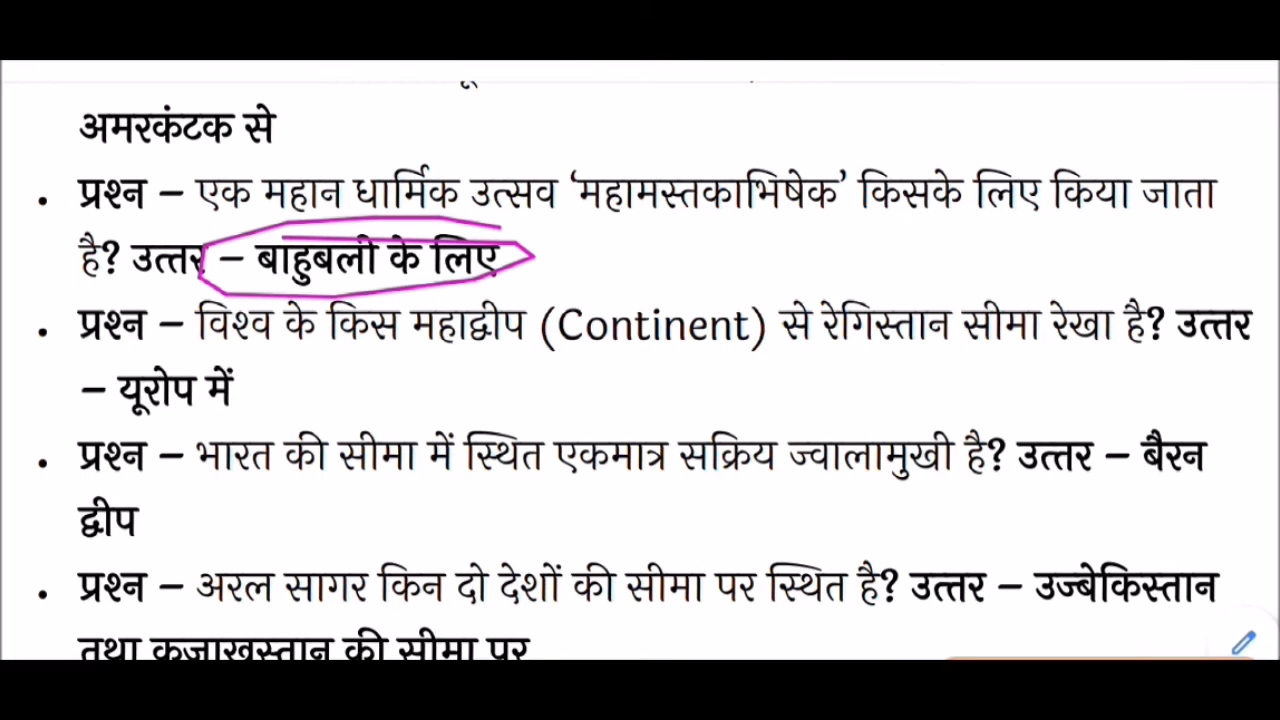 अमरकंटक से
• प्रश्न – एक महान धार्मिक उत्सव ‘महामस्तकाभिषेक’ किसके लिए किया जाता
है? उत्तर – बाहुबली के लिए
• प्रश्न – विश्व के किस महाद्वीप (Continent) से रेगिस्तान सीमा रेखा है? उत्तर
– यूरोप में
• प्रश्न – भारत की सीमा में स्थित एकमात्र सक्रिय ज्वालामुखी है? उत्तर – बैरन
द्वीप
• प्रश्न – अरल सागर किन दो देशों की सीमा पर स्थित है? उत्तर – उज्बेकिस्तान
तथा कजाखस्तान की सीमा पर